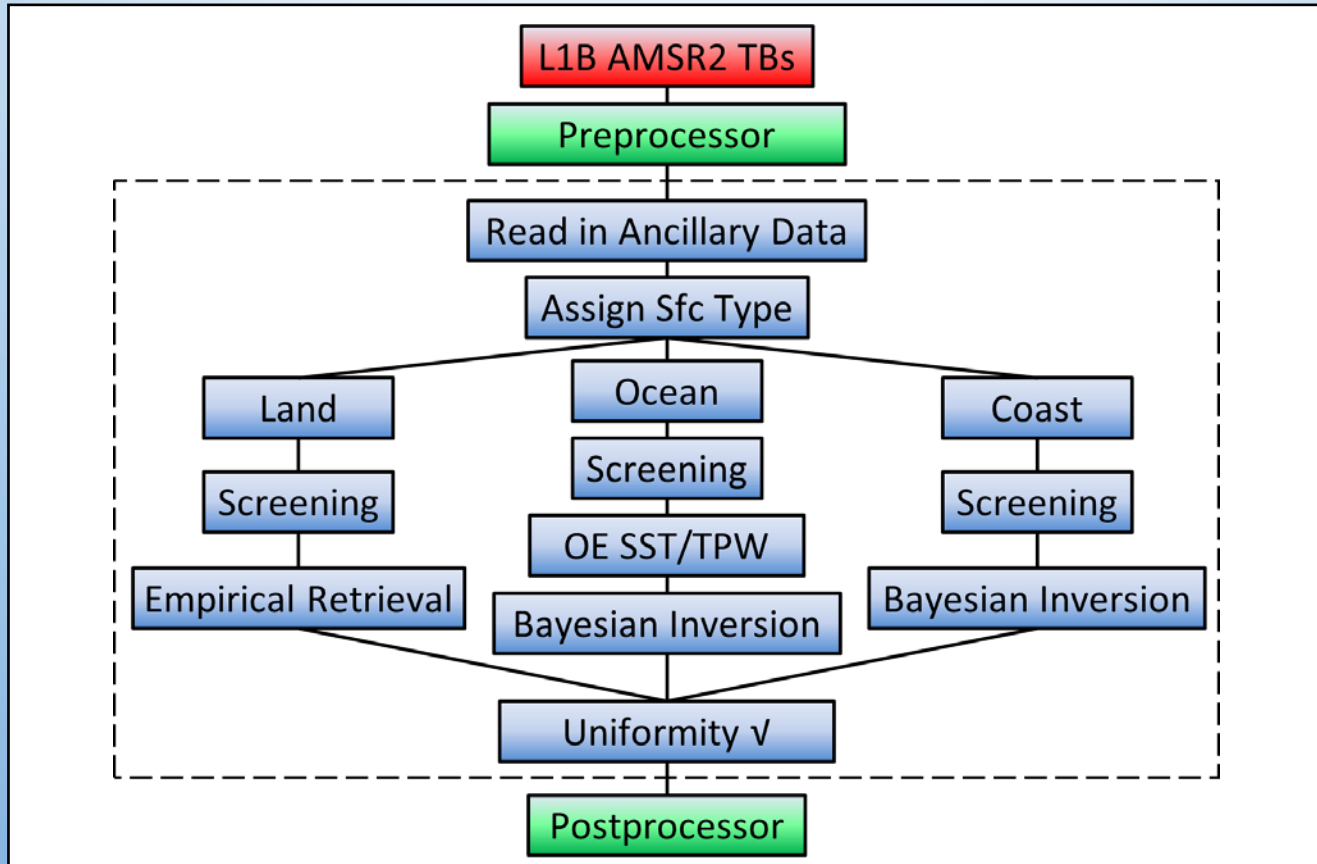 L1B AMSR2 TBs
Preprocessor
Read in Ancillary Data
Assign Sfc Type
Land
Ocean
Coast
Screening
Screening
Screening
OE SST/TPW
Empirical Retrieval
Bayesian Inversion
Bayesian Inversion
Uniformity √
Postprocessor